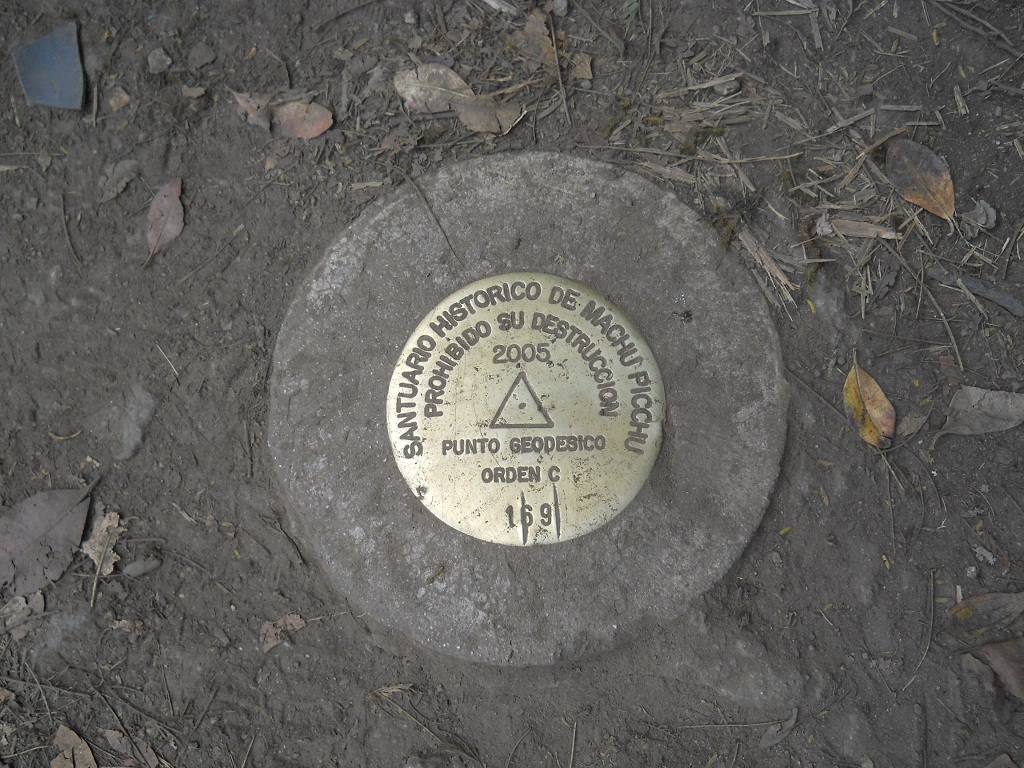 SANTUARIO HISTORICO DE MACHU PICCHU
PROHIBIDO SU DESTRUCCION
2005
PUNTO GEODESICO
ORDEN C
169